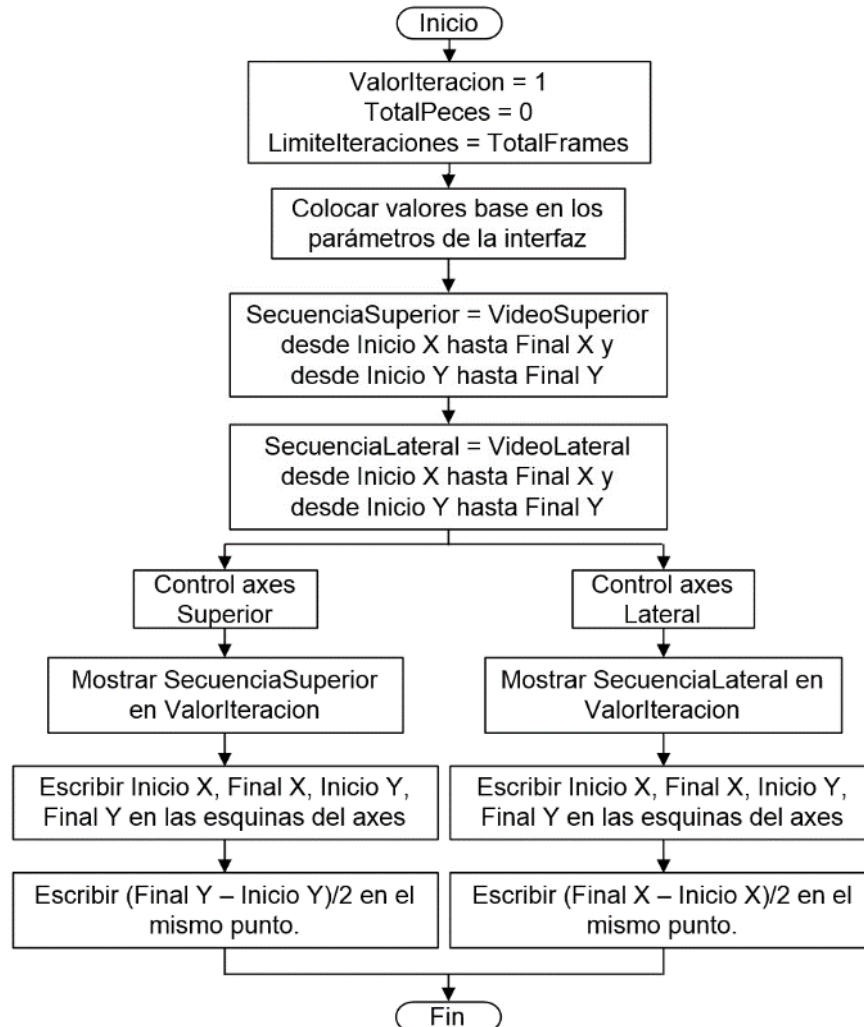 Inicio
ValorIteracion = 1
TotalPeces = 0
LimiteIteraciones = TotalFrames
Colocar valores base en los
parámetros de la interfaz
SecuenciaSuperior = VideoSuperior
desde Inicio X hasta Final X y
desde Inicio Y hasta Final Y
SecuenciaLateral = VideoLateral
desde Inicio X hasta Final X y
desde Inicio Y hasta Final Y
Control axes
Superior
Mostrar SecuenciaSuperior
en ValorIteracion
Escribir Inicio X, Final X, Inicio Y,
Final Y en las esquinas del axes
Escribir (Final Y – Inicio Y)/2 en el
mismo punto.
Control axes
Lateral
Mostrar SecuenciaLateral en
ValorIteracion
Escribir Inicio X, Final X, Inicio Y,
Final Y en las esquinas del axes
Escribir (Final X – Inicio X)/2 en el
mismo punto.
Fin